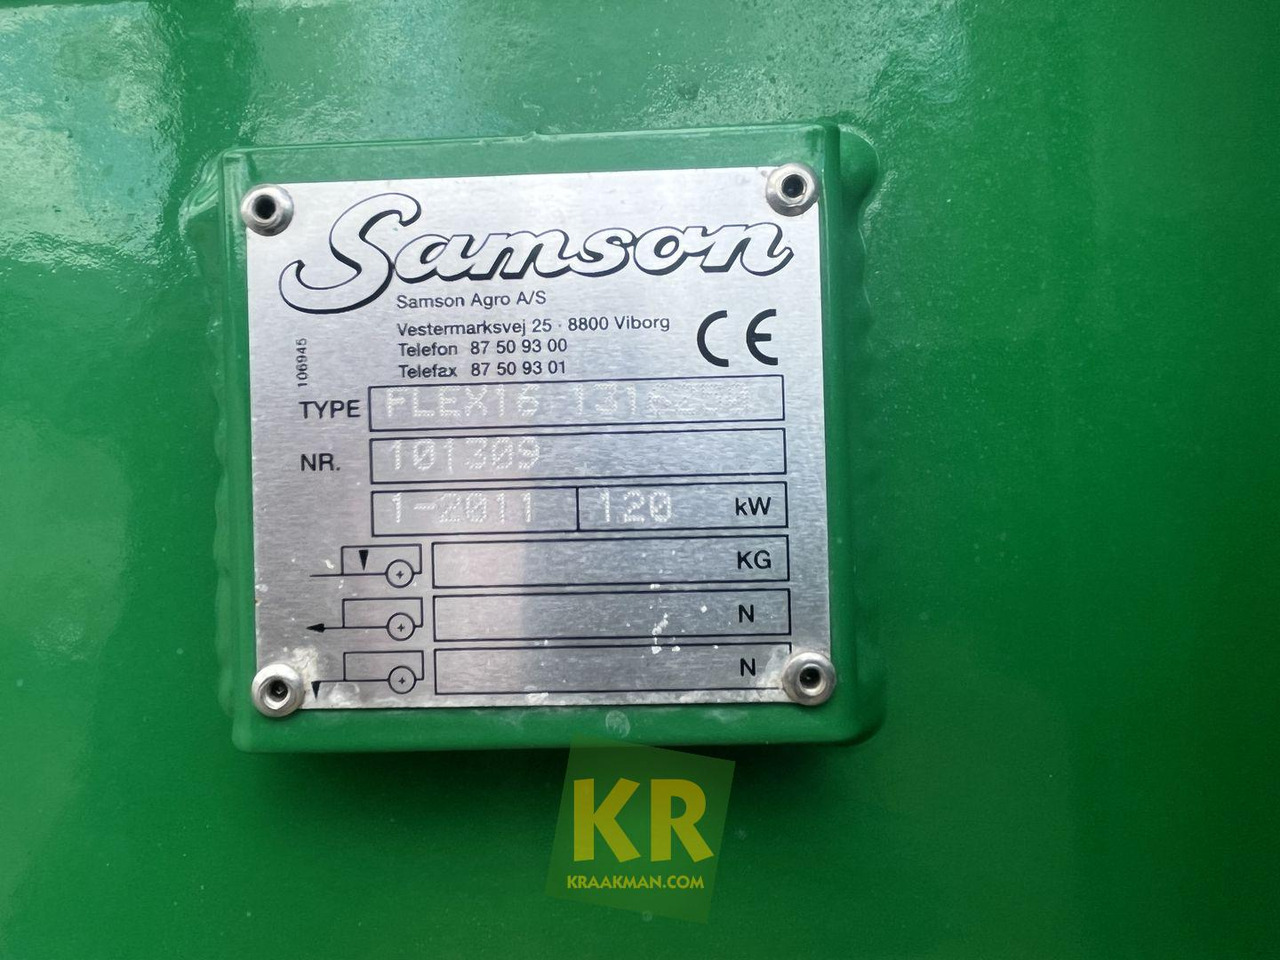 Samson
Samson Agro A/S
Vestermarksvej 25 · 8800 Viborg
Telefon 87 50 93 00
Telefax 87 50 93 01
CE
106945
TYPE FLEX16
NR. 101309
1-2011 120 kW
KG
N
N
KR
KRAAKMAN.COM